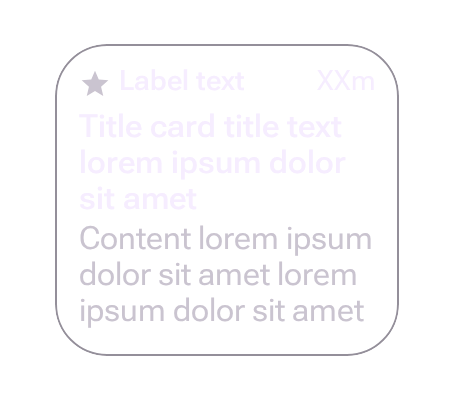 Label text XXm
Title card title text
lorem ipsum dolor
sit amet
Content lorem ipsum
dolor sit amet lorem
ipsum dolor sit amet